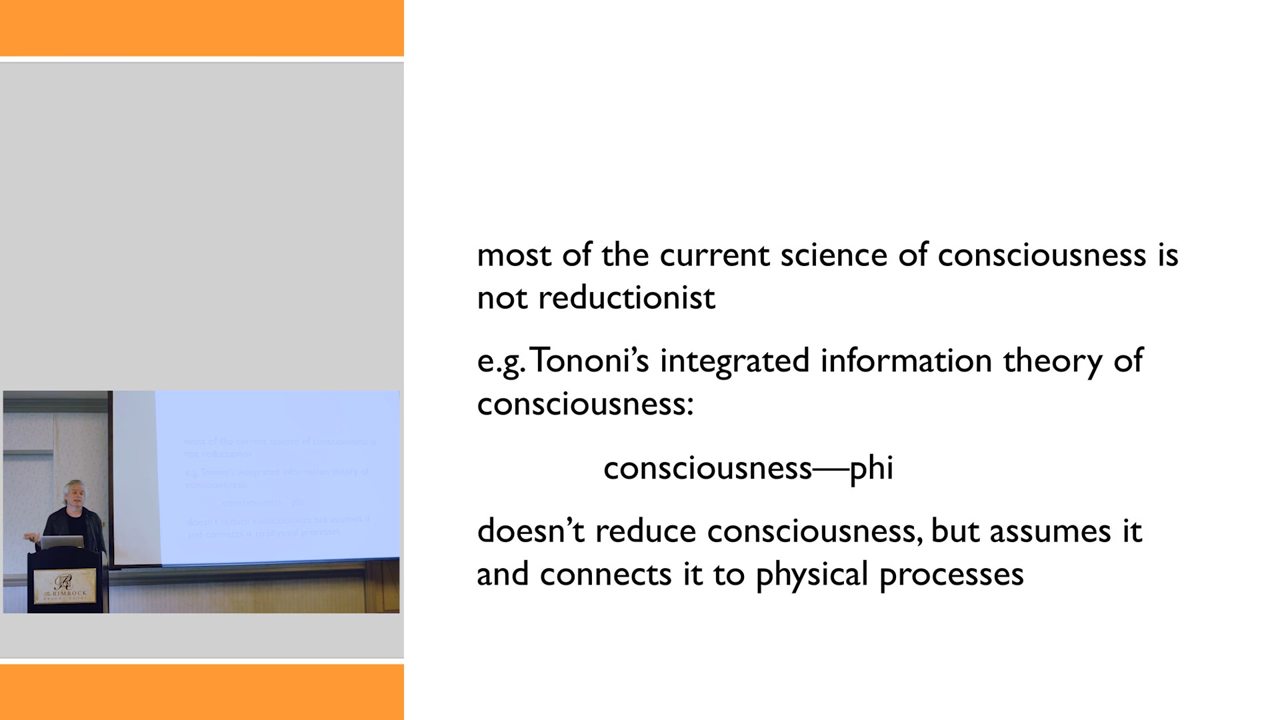 most of the current science of consciousness is
not reductionist
e.g. Tononi's integrated information theory of
consciousness:
consciousness—phi
doesn't reduce consciousness, but assumes it
and connects it to physical processes
RIMROCK